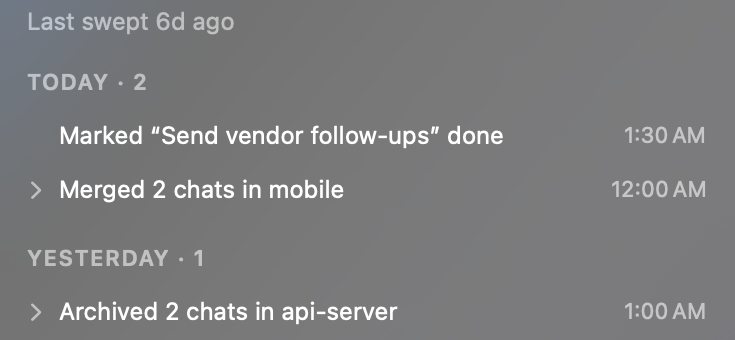 Last swept 6d ago
TODAY · 2
Marked “Send vendor follow-ups” done 1:30 AM
Merged 2 chats in mobile 12:00 AM
YESTERDAY · 1
Archived 2 chats in api-server 1:00 AM